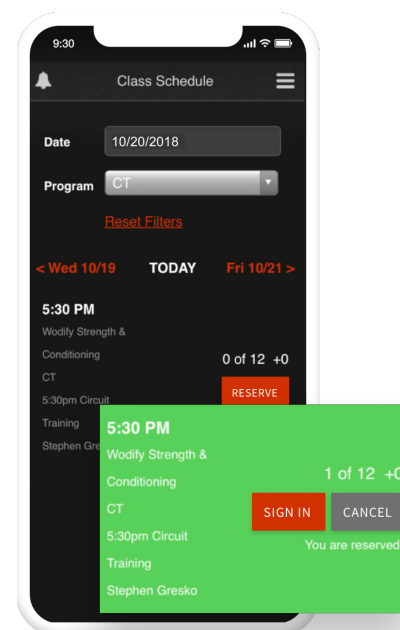 9:30
Class Schedule
Date 10/20/2018
Program CT
Reset Filters
< Wed 10/19 TODAY Fri 10/21 >
5:30 PM
Wodify Strength &
Conditioning
0 of 12 +0
CT
RESERVE
5:30pm Circuit
Training
Stephen Gre
5:30 PM
Wodify Strength &
Conditioning
1 of 12 +0
CT
SIGN IN CANCEL
5:30pm Circuit
You are reserved
Training
Stephen Gresko